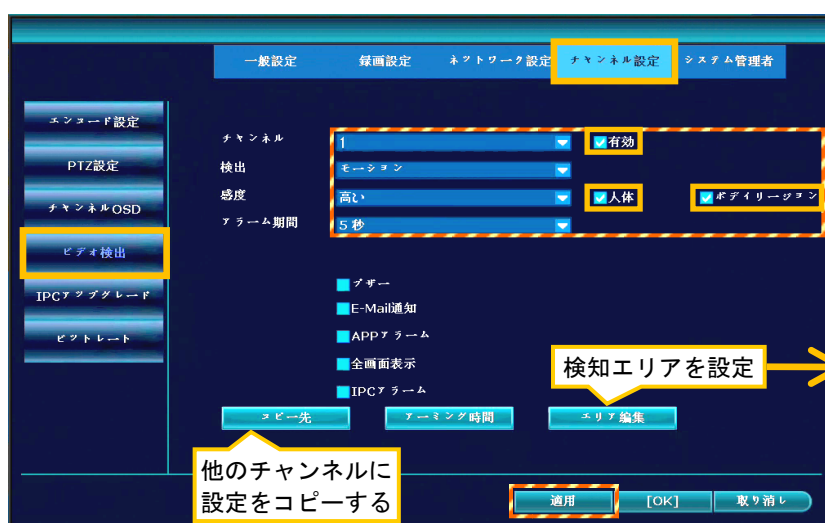 一般設定 録画設定 ネットワーク設定 チャンネル設定 システム管理者
エンコード設定
PTZ設定
チャンネルOSD
ビデオ検出
IPCアップグレード
ビットレート
チャンネル 1 有効
検出 モーション
感度 高い 人体 ボディリージョン
アラーム期間 5秒
ブザー
E-Mail通知
APPアラーム
全画面表示
IPCアラーム
検知エリアを設定
コピー先 アーミング時間 エリア編集
他のチャンネルに
設定をコピーする
適用 [OK] 取り消し